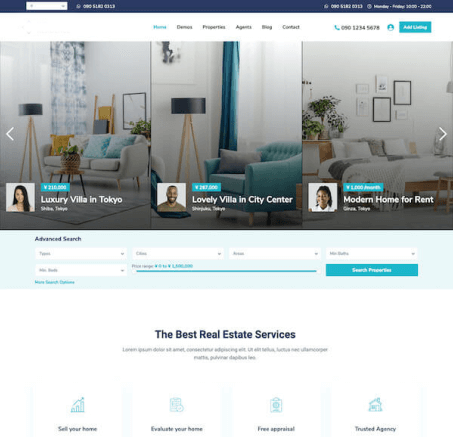 ¥
090 5182 0313
090 5182 0313
Monday - Friday 10:00 - 22:00
Home Demos Properties Agents Blog Contact
090 1234 5678
Add Listing
¥ 210,000
Luxury Villa in Tokyo
Shiba, Tokyo
¥ 287,000
Lovely Villa in City Center
Shinjuku, Tokyo
¥ 1,000 /month
Modern Home for Rent
Ginza, Tokyo
Advanced Search
Types Cities Areas Min Baths
Min. Beds
Price range: ¥ 0 to ¥ 1,500,000
Search Properties
More Search Options
The Best Real Estate Services
Lorem ipsum dolor sit amet, consectetur adipiscing elit. Ut elit tellus, luctus nec ullamcorper
mattis, pulvinar dapibus leo.
Sell your home Evaluate your home Free appraisal Trusted Agency